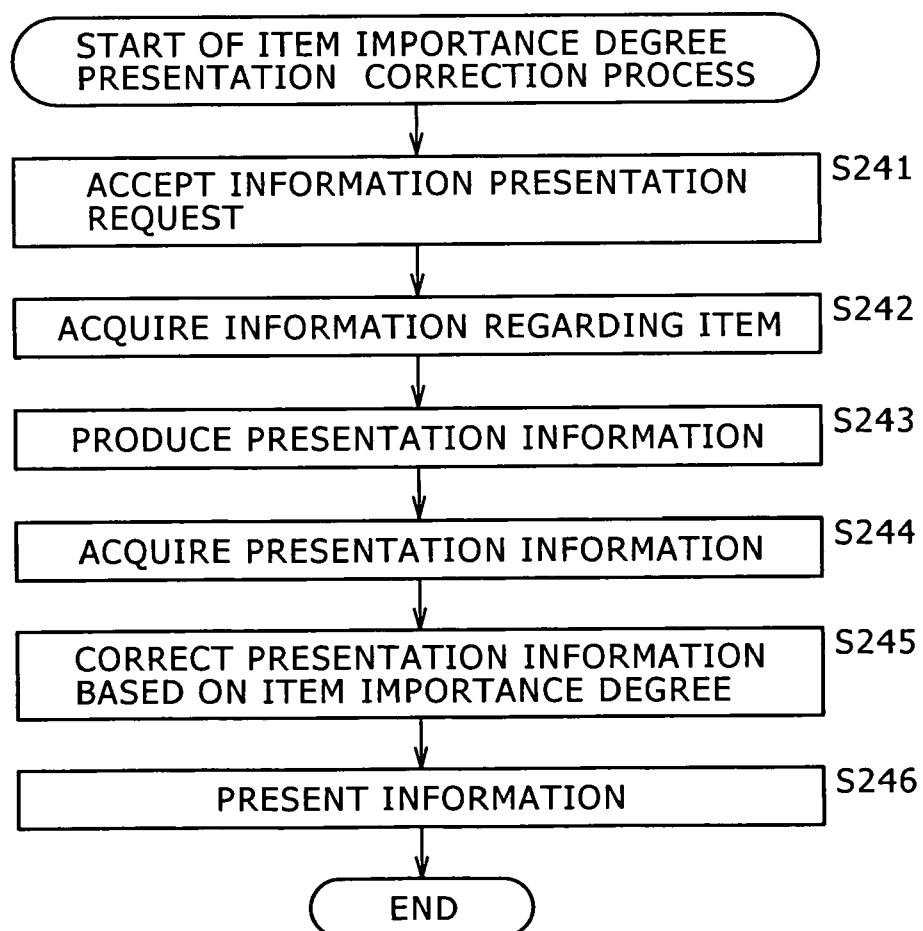 START OF ITEM IMPORTANCE DEGREE
PRESENTATION CORRECTION PROCESS
S241
ACCEPT INFORMATION PRESENTATION
REQUEST
S242
ACQUIRE INFORMATION REGARDING ITEM
S243
PRODUCE PRESENTATION INFORMATION
S244
ACQUIRE PRESENTATION INFORMATION
S245
CORRECT PRESENTATION INFORMATION
BASED ON ITEM IMPORTANCE DEGREE
S246
PRESENT INFORMATION
END